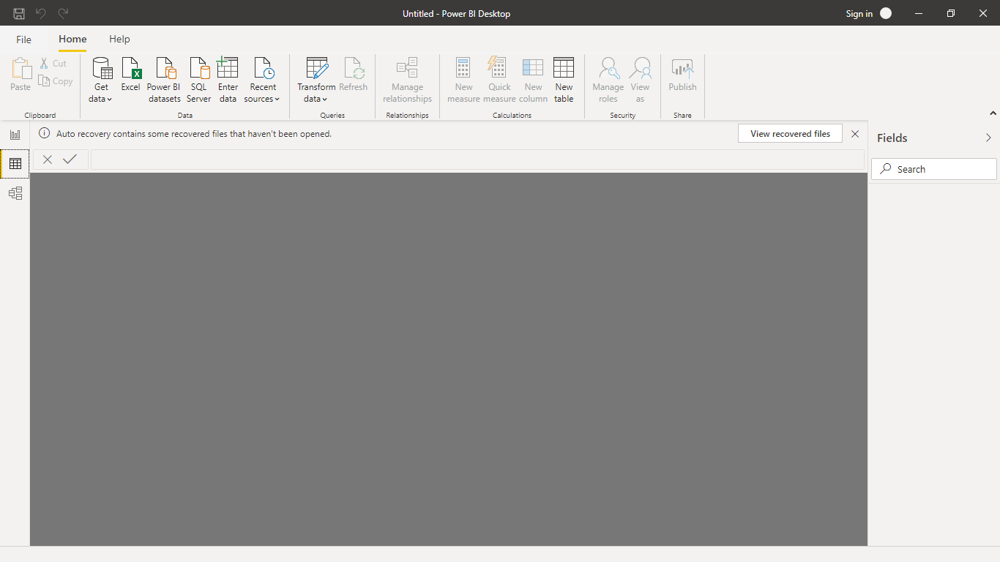 Untitled - Power BI Desktop
Sign in
File
Home
Help
Paste
Cut
Copy
Clipboard
Get
data
Excel
Power BI
datasets
SQL
Server
Enter
data
Recent
sources
Data
Transform
data
Refresh
Queries
Manage
relationships
Relationships
New
measure
Quick
measure
New
column
New
table
Calculations
Manage
roles
View
as
Security
Publish
Share
Auto recovery contains some recovered files that haven't been opened.
View recovered files
Fields
Search